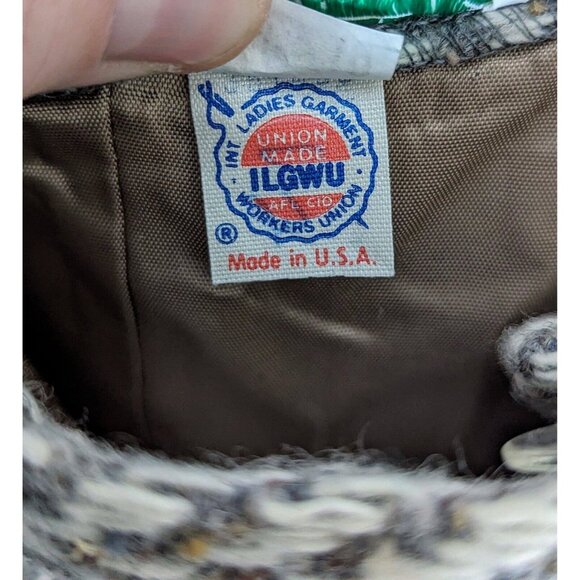 INT LADIES GARMENT
WORKERS UNION
UNION
MADE
ILGWU
AFL CIO
®
Made in U.S.A.